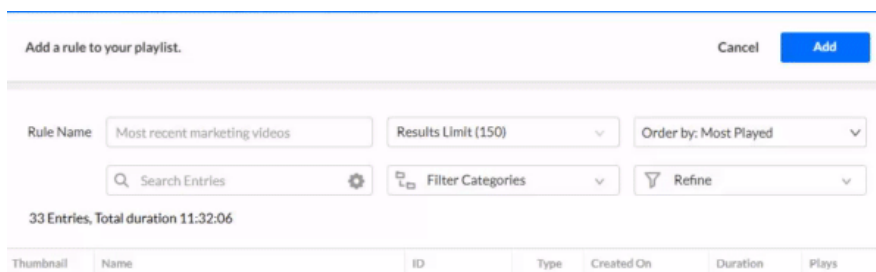 Add a rule to your playlist. Cancel Add
Rule Name Most recent marketing videos Results Limit (150) Order by: Most Played
Search Entries Filter Categories Refine
33 Entries, Total duration 11:32:06
Thumbnail Name ID Type Created On Duration Plays